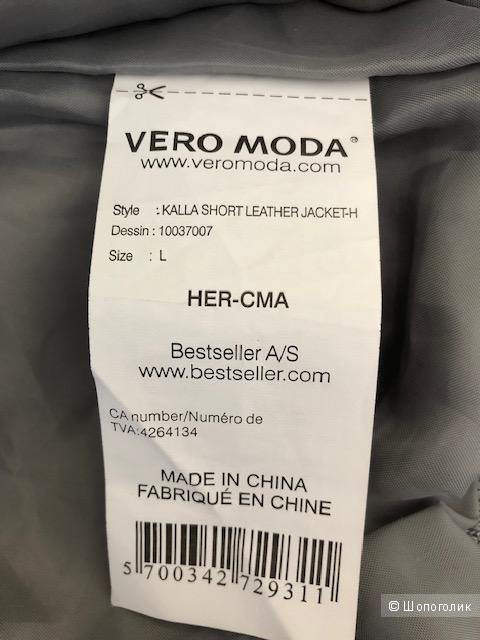 VERO MODA®
www.veromoda.com
Style : KALLA SHORT LEATHER JACKET-H
Dessin : 10037007
Size : L
HER-CMA
Bestseller A/S
www.bestseller.com
CA number/Numéro de
TVA:4264134
MADE IN CHINA
FABRIQUÉ EN CHINE
5 700342 729311
© Шопоголик